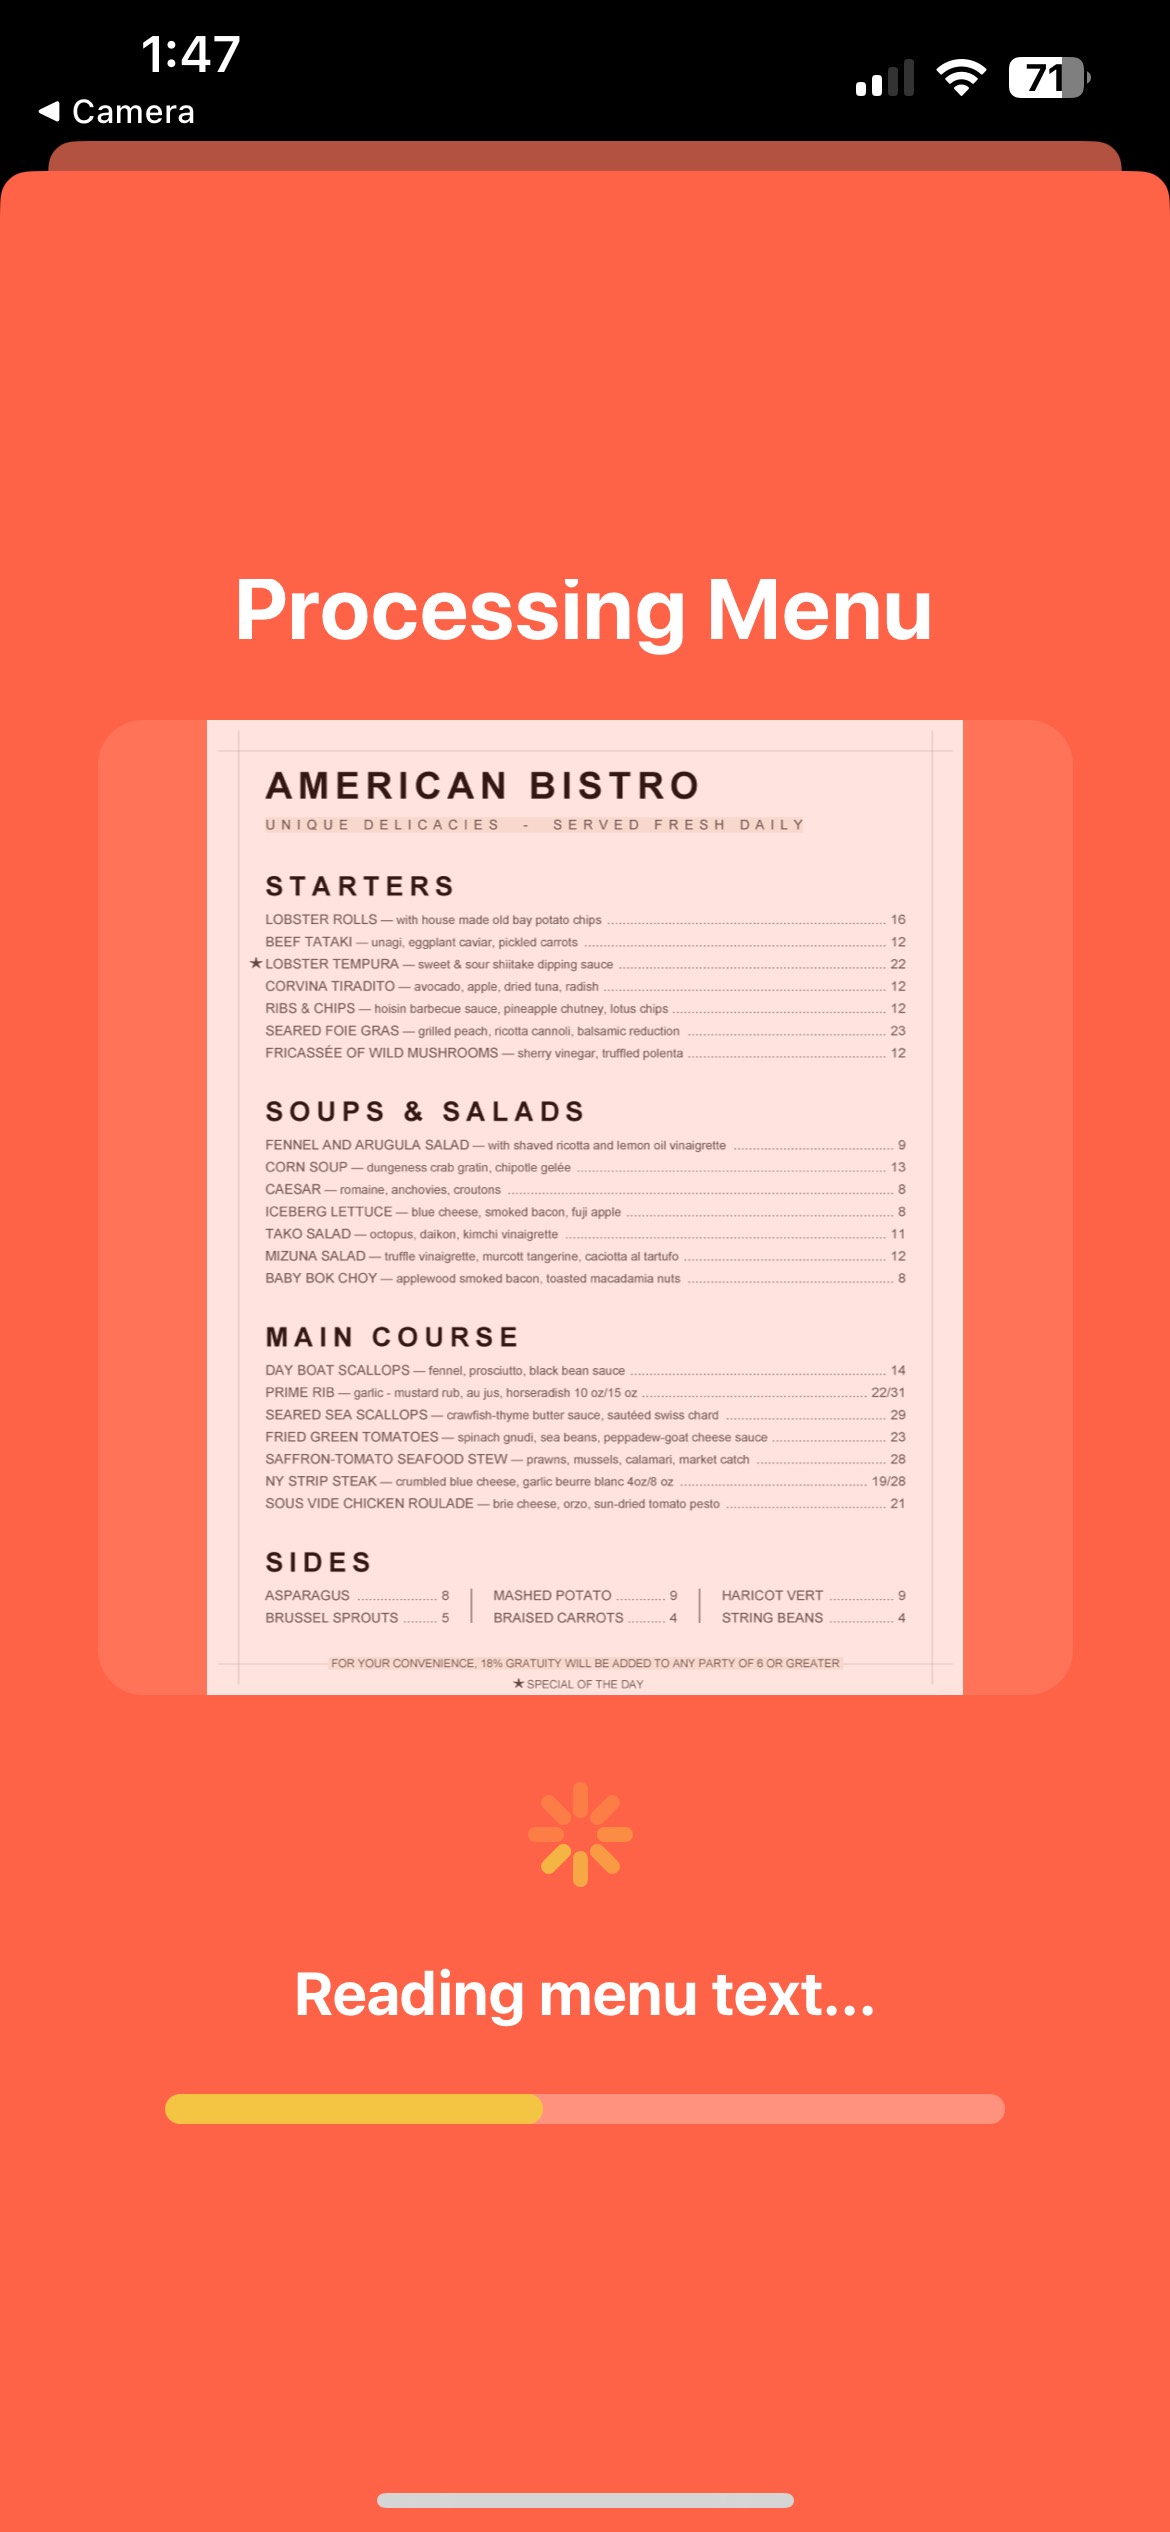 1:47
71
Camera
Processing Menu
AMERICAN BISTRO
UNIQUE DELICACIES - SERVED FRESH DAILY
STARTERS
LOBSTER ROLLS — with house made old bay potato chips 16
BEEF TATAKI — unagi, eggplant caviar, pickled carrots 12
★ LOBSTER TEMPURA — sweet & sour shiitake dipping sauce 22
CORVINA TIRADITO — avocado, apple, dried tuna, radish 12
RIBS & CHIPS — hoisin barbecue sauce, pineapple chutney, lotus chips 12
SEARED FOIE GRAS — grilled peach, ricotta cannoli, balsamic reduction 23
FRICASSÉE OF WILD MUSHROOMS — sherry vinegar, truffled polenta 12
SOUPS & SALADS
FENNEL AND ARUGULA SALAD — with shaved ricotta and lemon oil vinaigrette 9
CORN SOUP — dungeness crab gratin, chipotle gelée 13
CAESAR — romaine, anchovies, croutons 8
ICEBERG LETTUCE — blue cheese, smoked bacon, fuji apple 8
TAKO SALAD — octopus, daikon, kimchi vinaigrette 11
MIZUNA SALAD — truffle vinaigrette, murcott tangerine, caciotta al tartufo 12
BABY BOK CHOY — applewood smoked bacon, toasted macadamia nuts 8
MAIN COURSE
DAY BOAT SCALLOPS — fennel, prosciutto, black bean sauce 14
PRIME RIB — garlic - mustard rub, au jus, horseradish 10 oz/15 oz 22/31
SEARED SEA SCALLOPS — crawfish-thyme butter sauce, sautéed swiss chard 29
FRIED GREEN TOMATOES — spinach gnudi, sea beans, peppadew-goat cheese sauce 23
SAFFRON-TOMATO SEAFOOD STEW — prawns, mussels, calamari, market catch 28
NY STRIP STEAK — crumbled blue cheese, garlic beurre blanc 4oz/8 oz 19/28
SOUS VIDE CHICKEN ROULADE — brie cheese, orzo, sun-dried tomato pesto 21
SIDES
ASPARAGUS 8 MASHED POTATO 9 HARICOT VERT 9
BRUSSEL SPROUTS 5 BRAISED CARROTS 4 STRING BEANS 4
FOR YOUR CONVENIENCE, 18% GRATUITY WILL BE ADDED TO ANY PARTY OF 6 OR GREATER
★ SPECIAL OF THE DAY
Reading menu text...